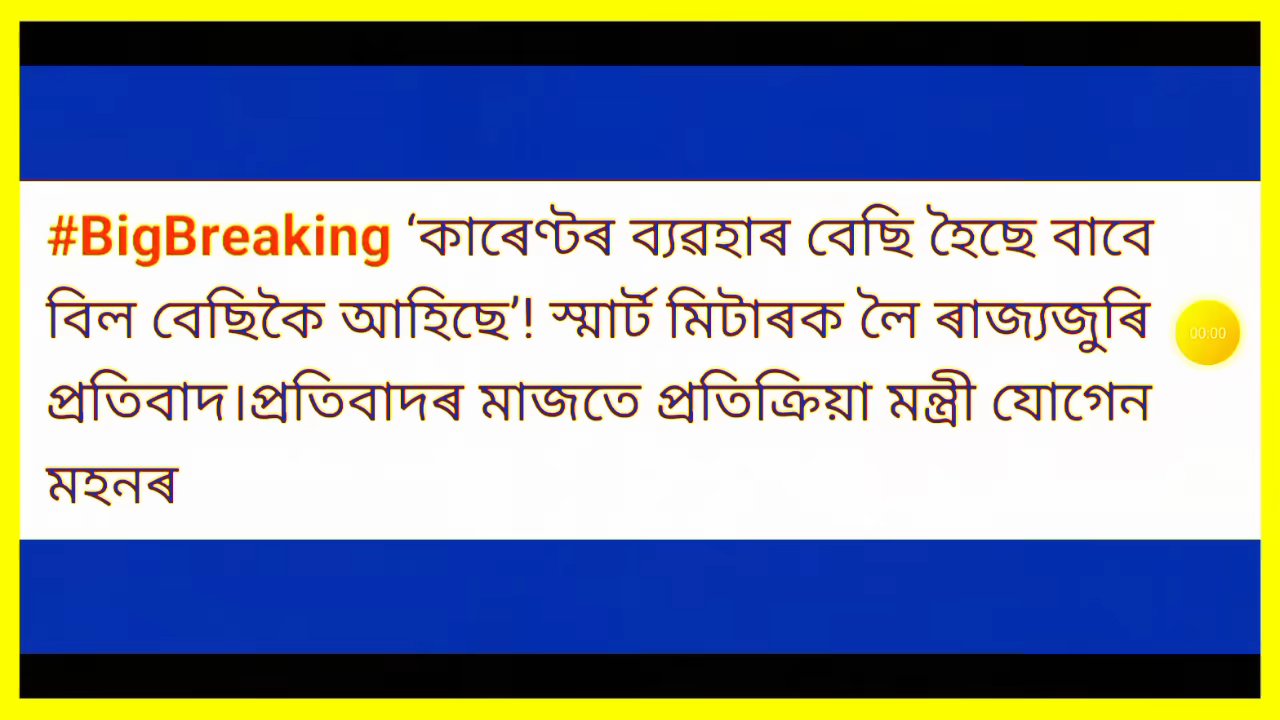 #BigBreaking ‘কাৰেণ্টৰ ব্যৱহাৰ বেছি হৈছে বাবে
বিল বেছিকৈ আহিছে’! স্মাৰ্ট মিটাৰক লৈ ৰাজ্যজুৰি
প্ৰতিবাদ।প্ৰতিবাদৰ মাজতে প্ৰতিক্ৰিয়া মন্ত্ৰী যোগেন
মহনৰ
00:00